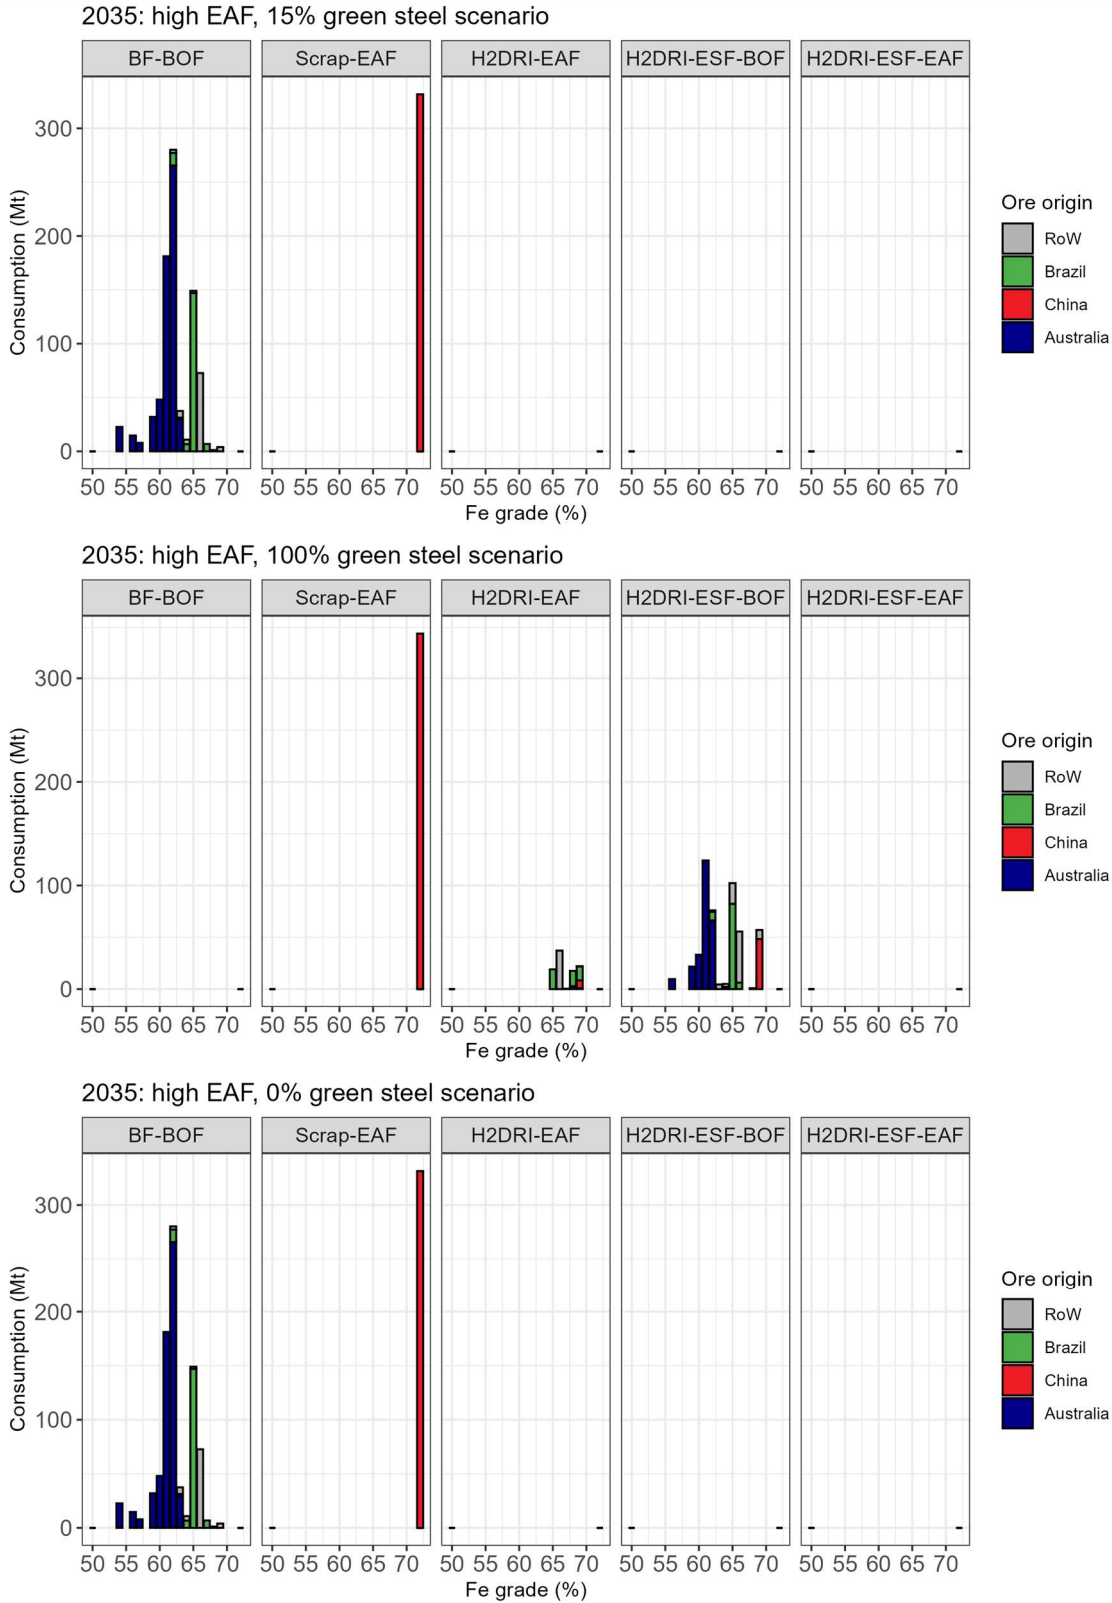 2035: high EAF, 15% green steel scenario
BF-BOF Scrap-EAF H2DRI-EAF H2DRI-ESF-BOF H2DRI-ESF-EAF
Consumption (Mt)
300
200
100
0
50 55 60 65 70 50 55 60 65 70 50 55 60 65 70 50 55 60 65 70 50 55 60 65 70
Fe grade (%)
Ore origin
RoW
Brazil
China
Australia
2035: high EAF, 100% green steel scenario
BF-BOF Scrap-EAF H2DRI-EAF H2DRI-ESF-BOF H2DRI-ESF-EAF
Consumption (Mt)
300
200
100
0
50 55 60 65 70 50 55 60 65 70 50 55 60 65 70 50 55 60 65 70 50 55 60 65 70
Fe grade (%)
Ore origin
RoW
Brazil
China
Australia
2035: high EAF, 0% green steel scenario
BF-BOF Scrap-EAF H2DRI-EAF H2DRI-ESF-BOF H2DRI-ESF-EAF
Consumption (Mt)
300
200
100
0
50 55 60 65 70 50 55 60 65 70 50 55 60 65 70 50 55 60 65 70 50 55 60 65 70
Fe grade (%)
Ore origin
RoW
Brazil
China
Australia